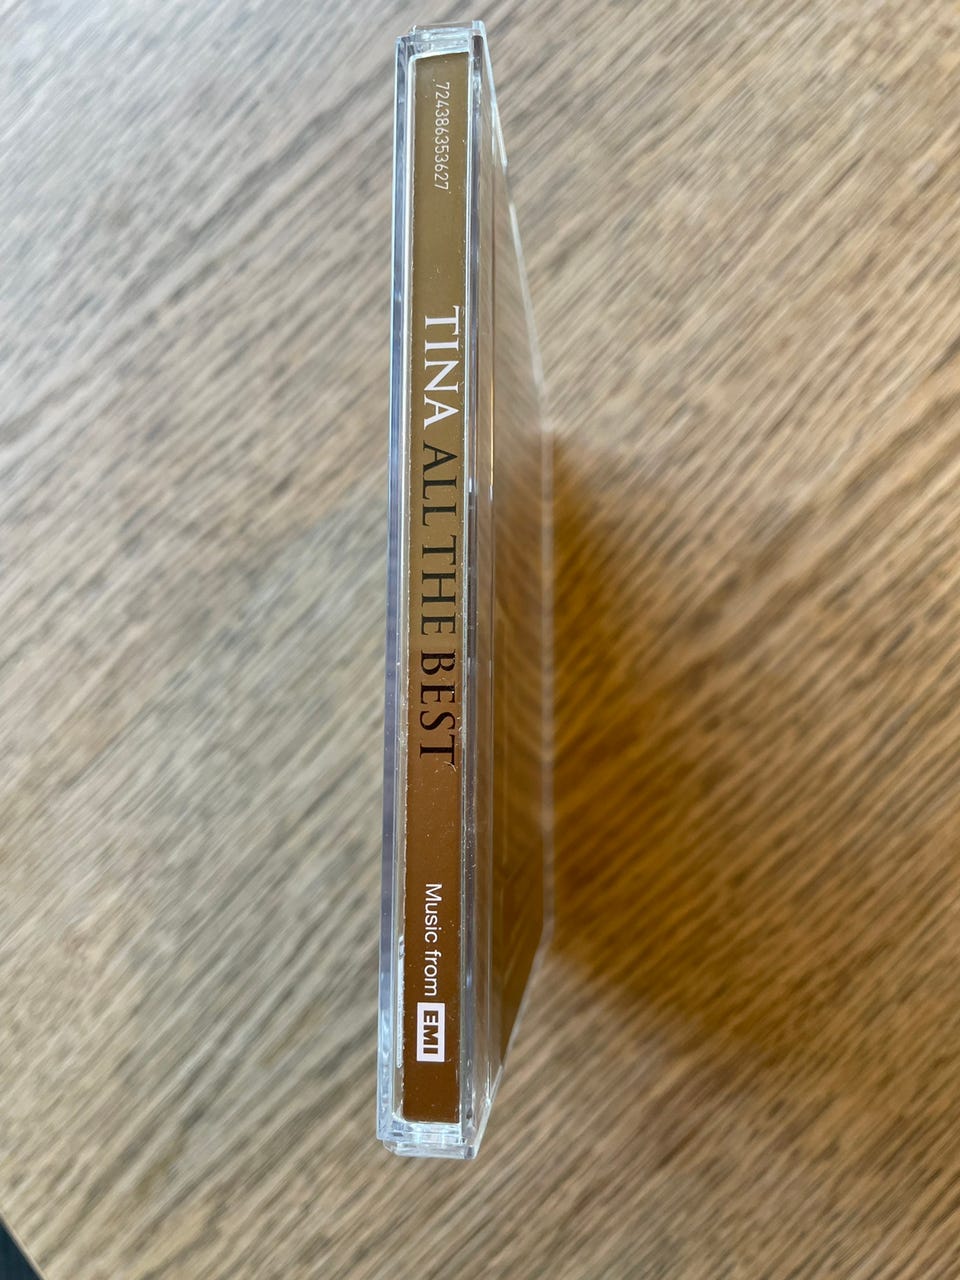 724386353627
TINA ALL THE BEST
Music from EMI